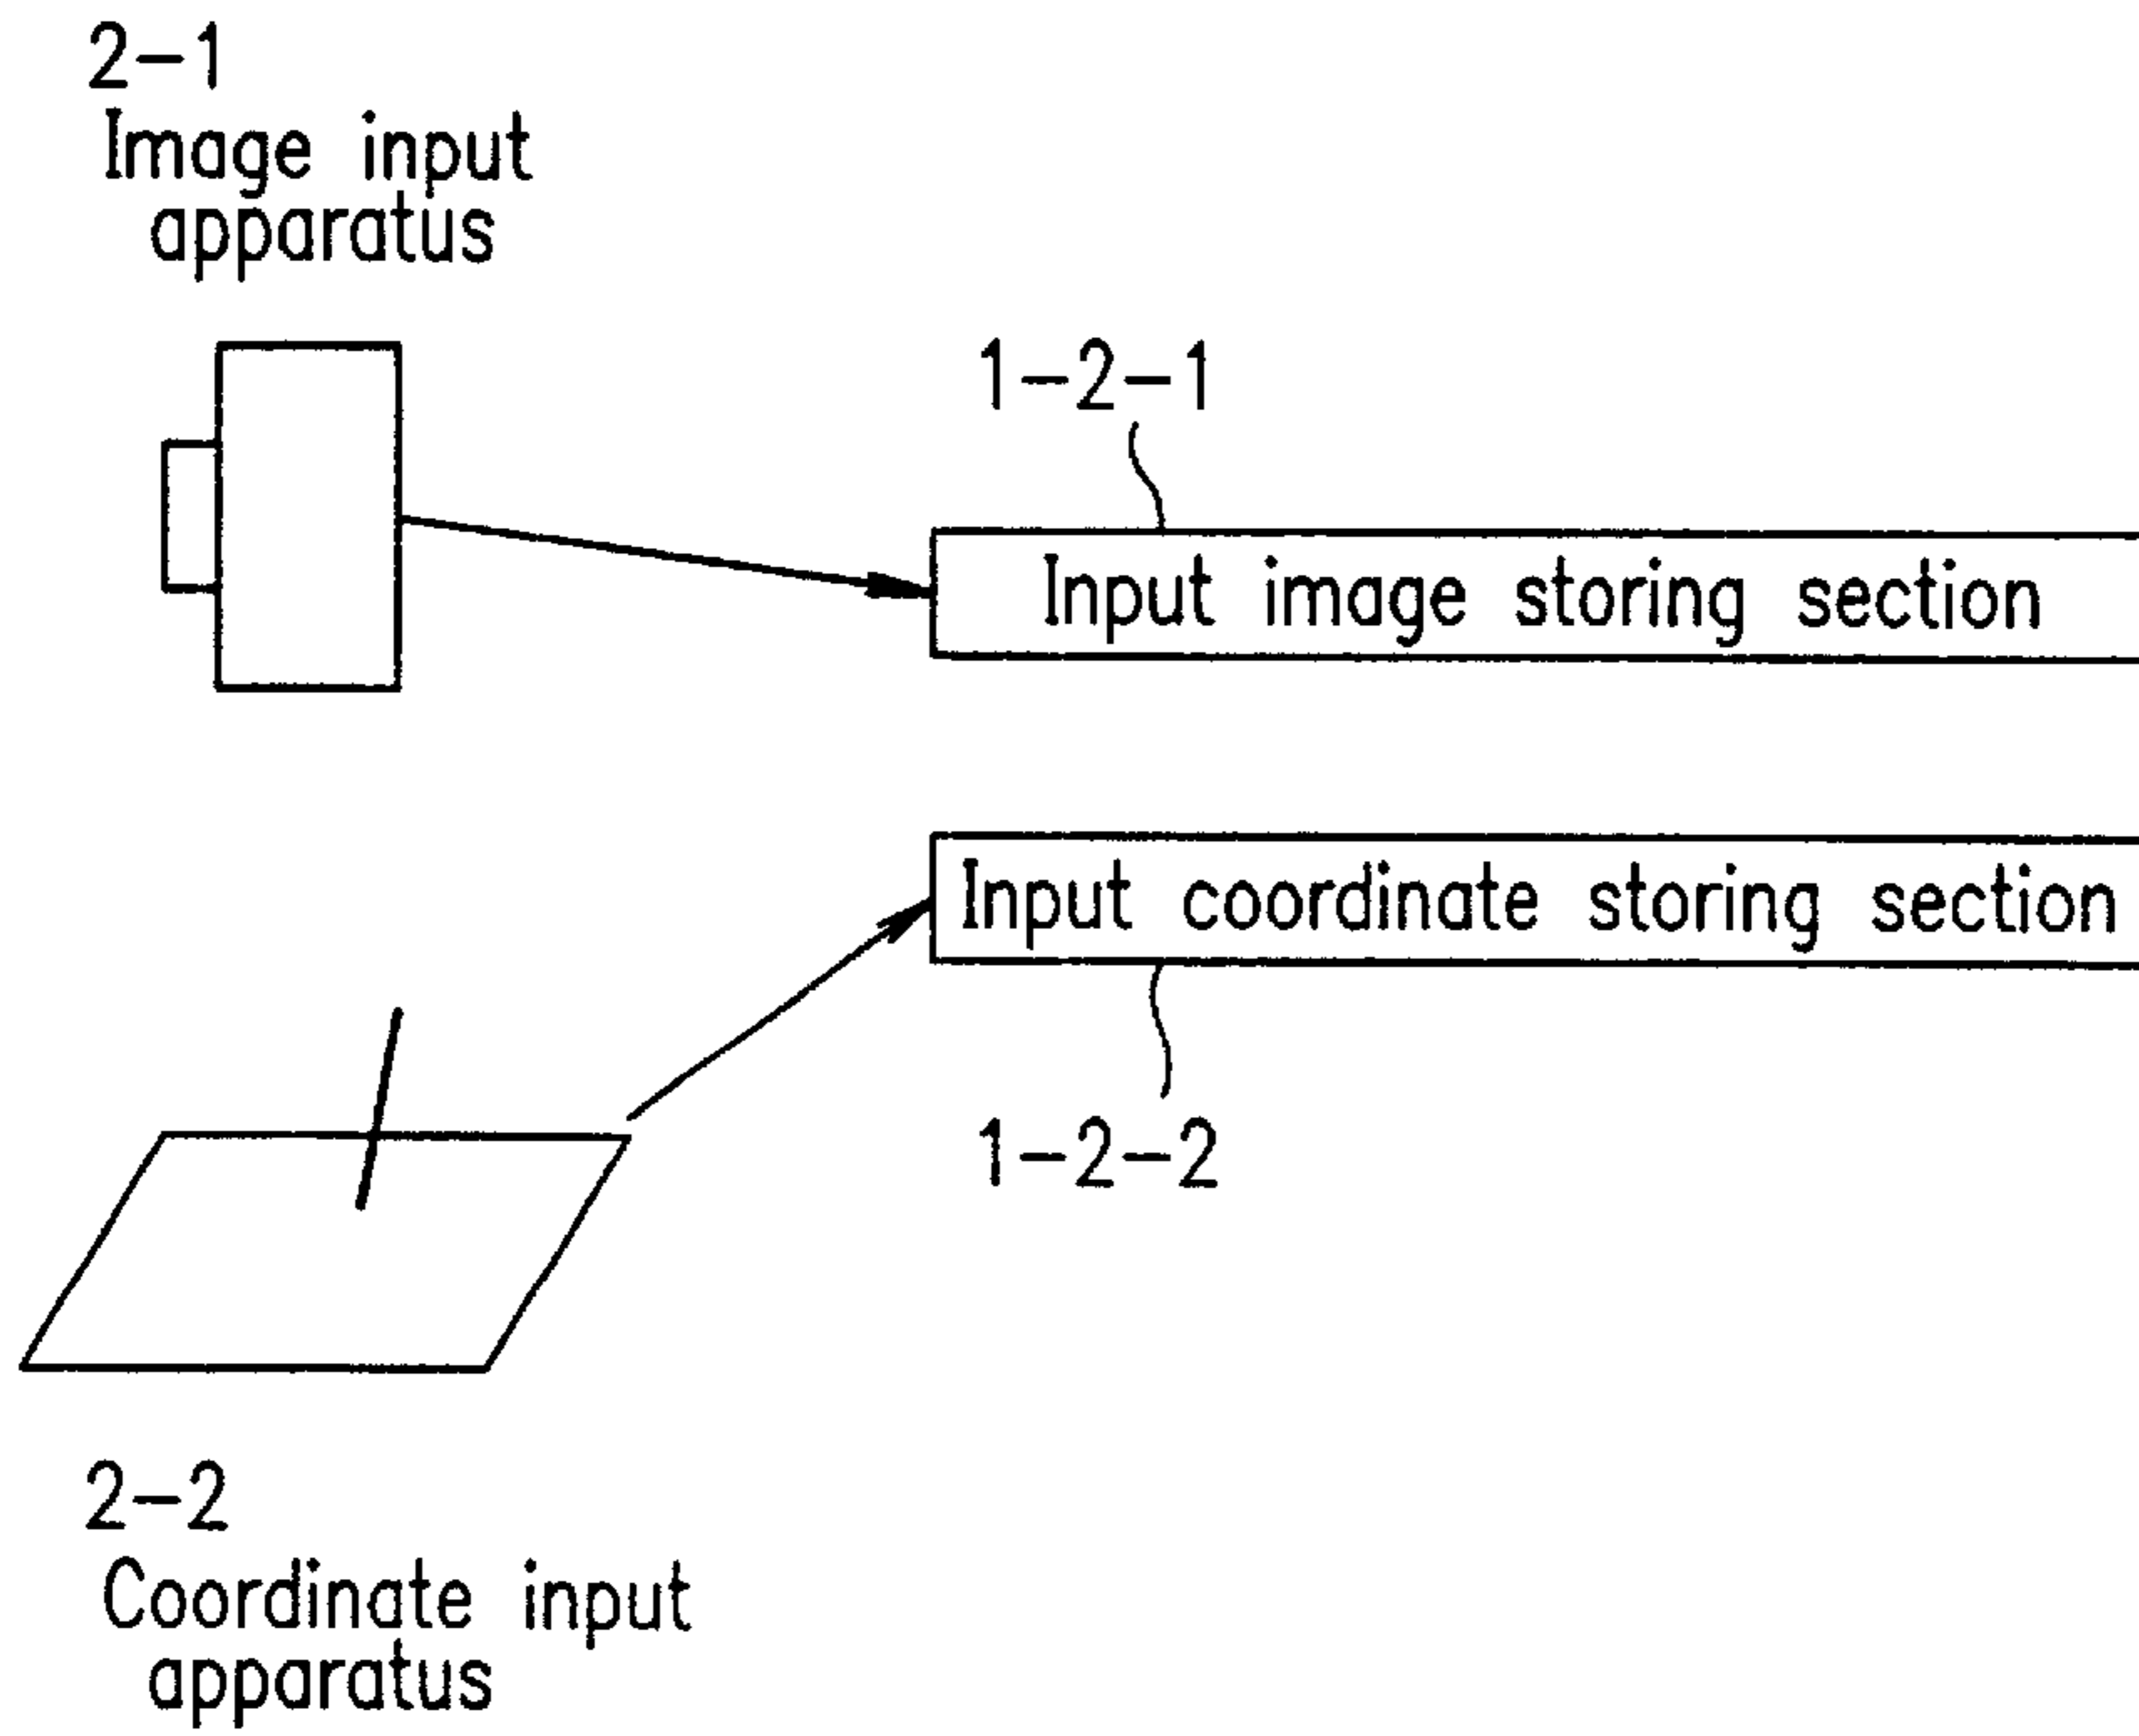 2-1
Image input
apparatus
1-2-1
Input image storing section
Input coordinate storing section
1-2-2
2-2
Coordinate input
apparatus